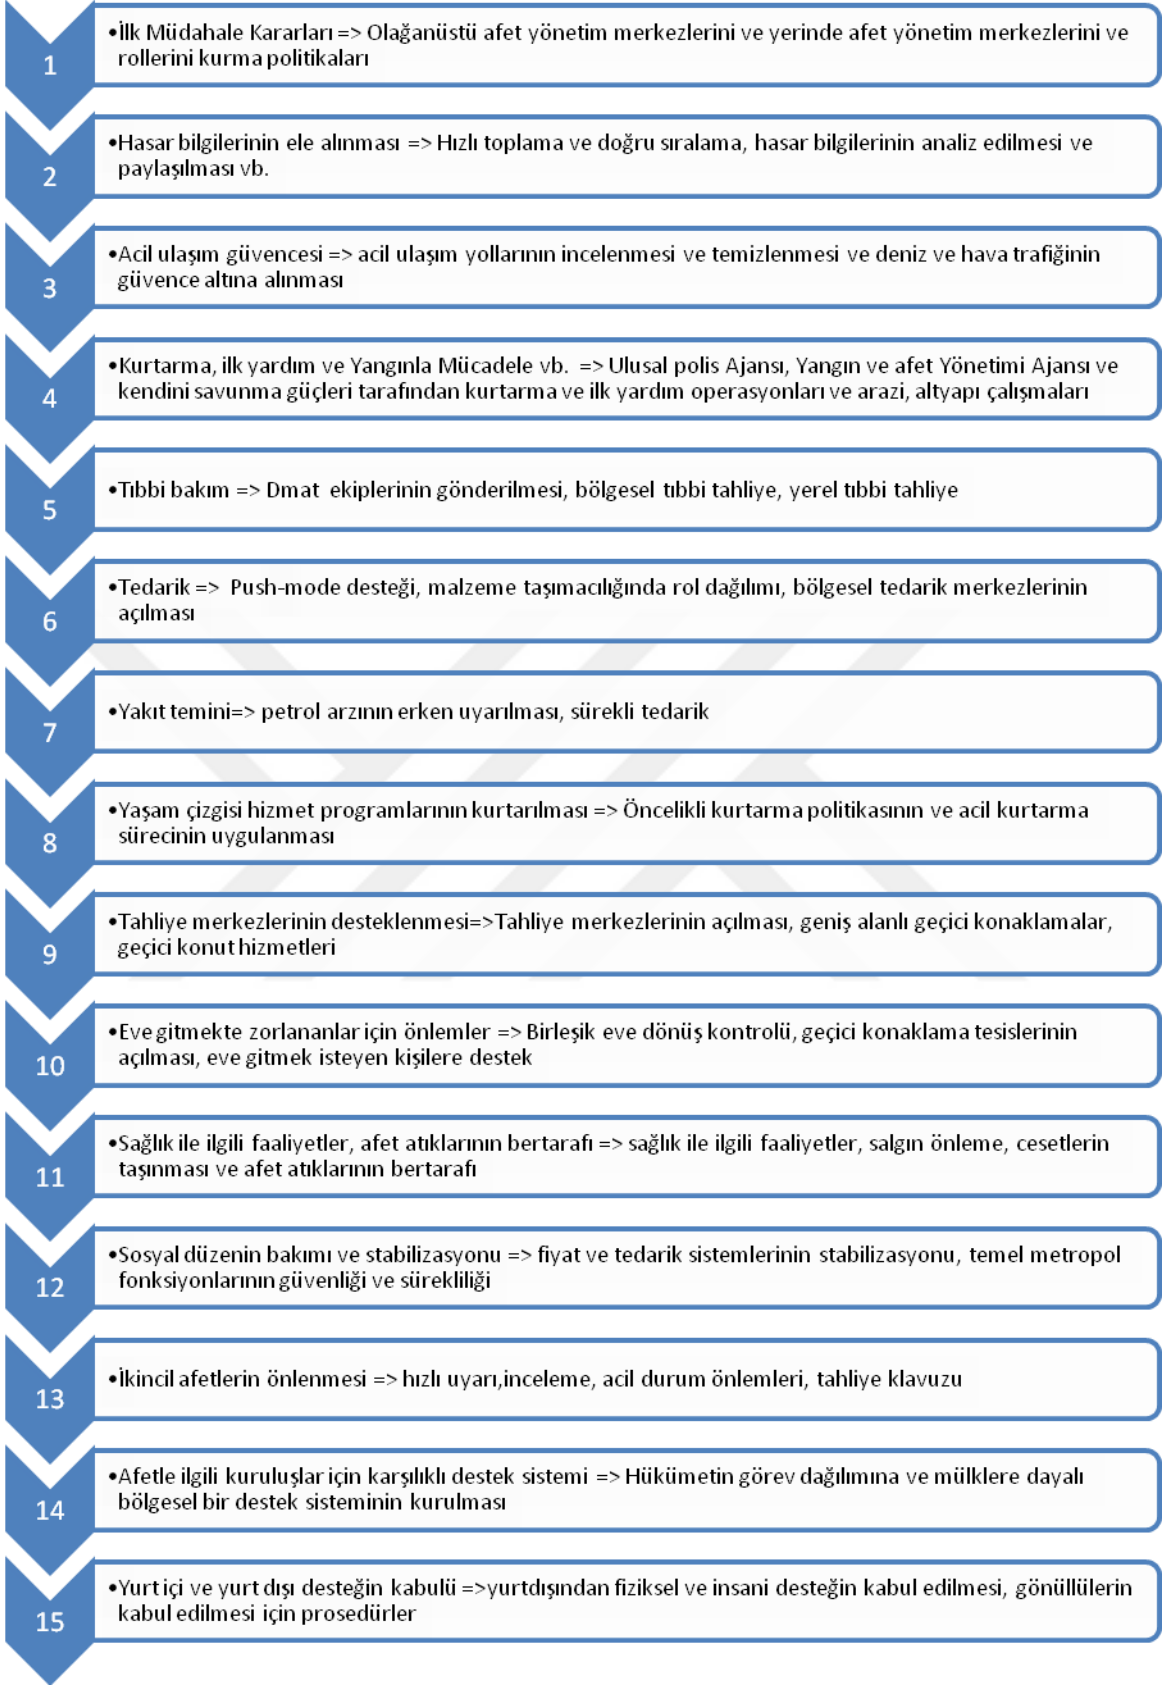 1
•İlk Müdahale Kararları => Olağanüstü afet yönetim merkezlerini ve yerinde afet yönetim merkezlerini ve
rollerini kurma politikaları
2
•Hasar bilgilerinin ele alınması => Hızlı toplama ve doğru sıralama, hasar bilgilerinin analiz edilmesi ve
paylaşılması vb.
3
•Acil ulaşım güvencesi => acil ulaşım yollarının incelenmesi ve temizlenmesi ve deniz ve hava trafiğinin
güvence altına alınması
4
•Kurtarma, ilk yardım ve Yangınla Mücadele vb. => Ulusal polis Ajansı, Yangın ve afet Yönetimi Ajansı ve
kendini savunma güçleri tarafından kurtarma ve ilk yardım operasyonları ve arazi, altyapı çalışmaları
5
•Tıbbi bakım => Dmat ekiplerinin gönderilmesi, bölgesel tıbbi tahliye, yerel tıbbi tahliye
6
•Tedarik => Push-mode desteği, malzeme taşımacılığında rol dağılımı, bölgesel tedarik merkezlerinin
açılması
7
•Yakıt temini=> petrol arzının erken uyarılması, sürekli tedarik
8
•Yaşam çizgisi hizmet programlarının kurtarılması => Öncelikli kurtarma politikasının ve acil kurtarma
sürecinin uygulanması
9
•Tahliye merkezlerinin desteklenmesi=>Tahliye merkezlerinin açılması, geniş alanlı geçici konaklamalar,
geçici konut hizmetleri
10
•Eve gitmekte zorlananlar için önlemler => Birleşik eve dönüş kontrolü, geçici konaklama tesislerinin
açılması, eve gitmek isteyen kişilere destek
11
•Sağlık ile ilgili faaliyetler, afet atıklarının bertarafı => sağlık ile ilgili faaliyetler, salgın önleme, cesetlerin
taşınması ve afet atıklarının bertarafı
12
•Sosyal düzenin bakımı ve stabilizasyonu => fiyat ve tedarik sistemlerinin stabilizasyonu, temel metropol
fonksiyonlarının güvenliği ve sürekliliği
13
•İkincil afetlerin önlenmesi => hızlı uyarı,inceleme, acil durum önlemleri, tahliye klavuzu
14
•Afetle ilgili kuruluşlar için karşılıklı destek sistemi => Hükümetin görev dağılımına ve mülklere dayalı
bölgesel bir destek sisteminin kurulması
15
•Yurt içi ve yurt dışı desteğin kabulü =>yurtdışından fiziksel ve insani desteğin kabul edilmesi, gönüllülerin
kabul edilmesi için prosedürler